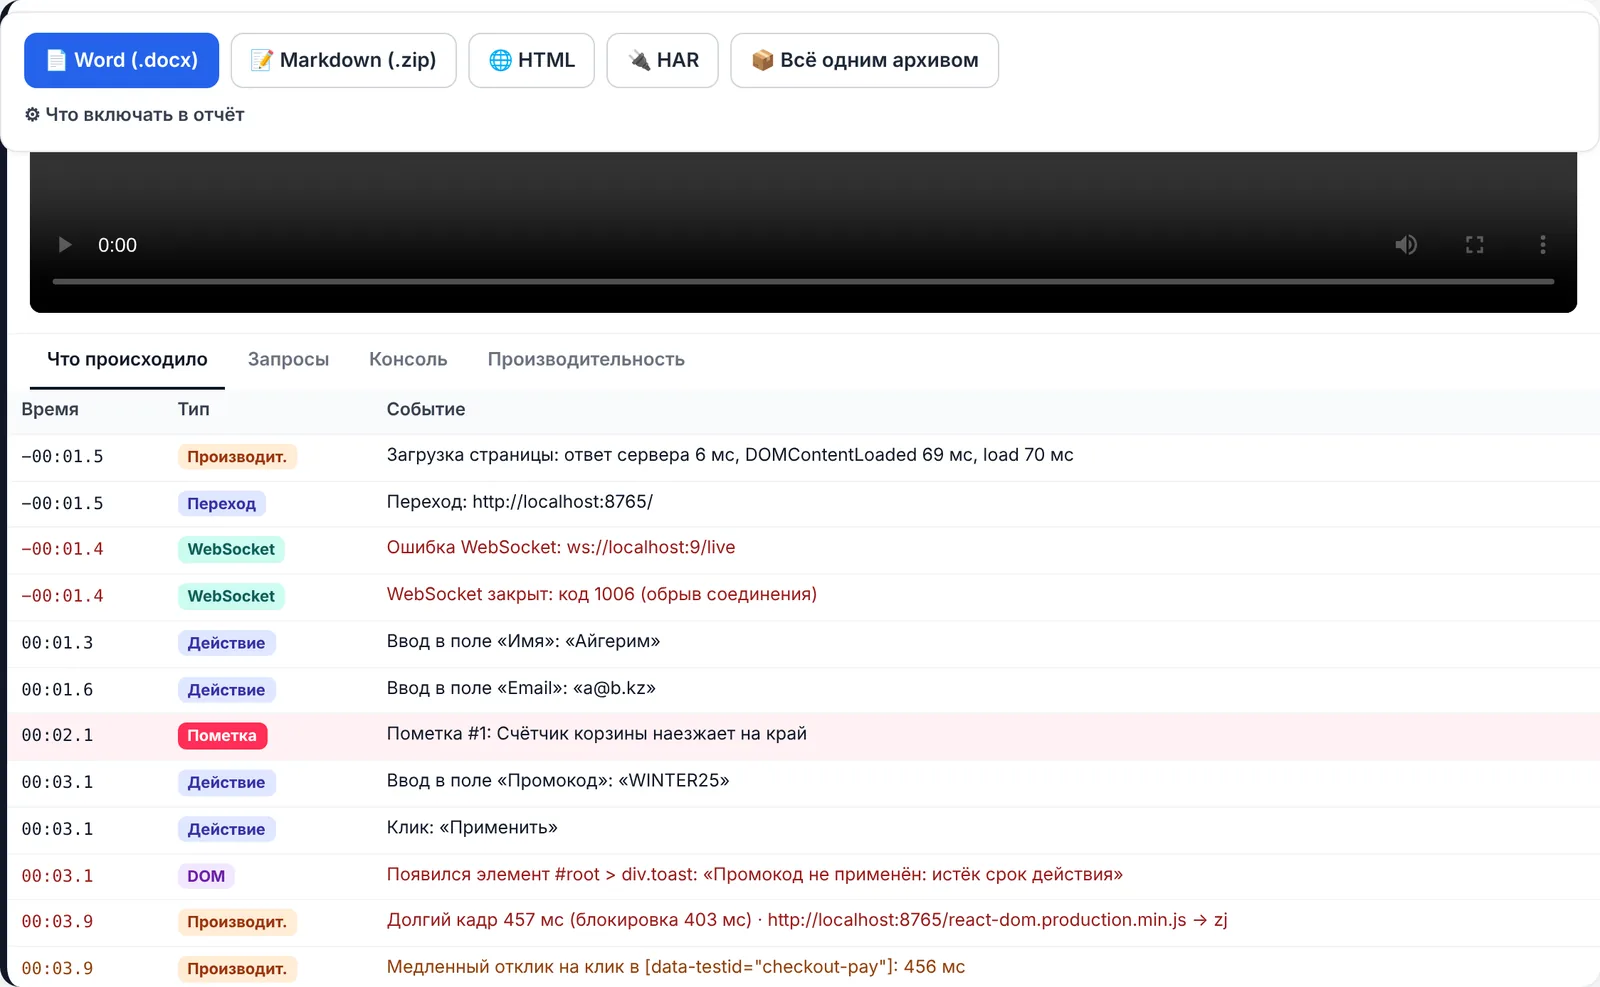 Word (.docx)
Markdown (.zip)
HTML
HAR
Всё одним архивом
Что включать в отчёт
0:00
Что происходило
Запросы
Консоль
Производительность
Время Тип Событие
−00:01.5 Производит. Загрузка страницы: ответ сервера 6 мс, DOMContentLoaded 69 мс, load 70 мс
−00:01.5 Переход Переход: http://localhost:8765/
−00:01.4 WebSocket Ошибка WebSocket: ws://localhost:9/live
−00:01.4 WebSocket WebSocket закрыт: код 1006 (обрыв соединения)
00:01.3 Действие Ввод в поле «Имя»: «Айгерим»
00:01.6 Действие Ввод в поле «Email»: «a@b.kz»
00:02.1 Пометка Пометка #1: Счётчик корзины наезжает на край
00:03.1 Действие Ввод в поле «Промокод»: «WINTER25»
00:03.1 Действие Клик: «Применить»
00:03.1 DOM Появился элемент #root > div.toast: «Промокод не применён: истёк срок действия»
00:03.9 Производит. Долгий кадр 457 мс (блокировка 403 мс) · http://localhost:8765/react-dom.production.min.js → zj
00:03.9 Производит. Медленный отклик на клик в [data-testid="checkout-pay"]: 456 мс